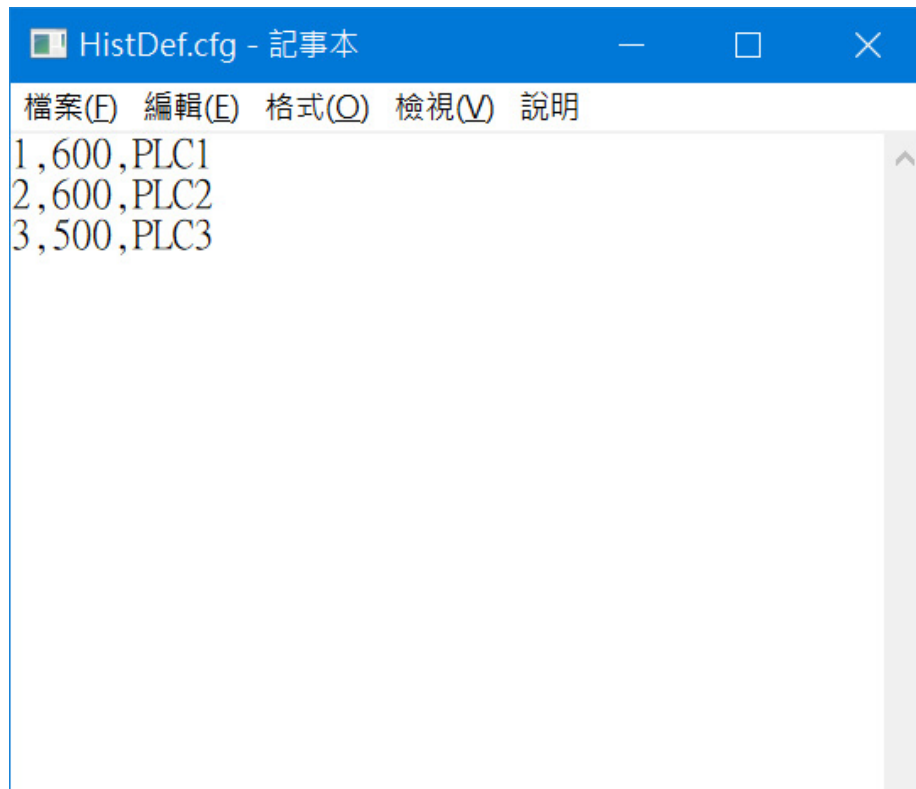 HistDef.cfg - 記事本
檔案(F) 編輯(E) 格式(O) 檢視(V) 說明
1,600,PLC1
2,600,PLC2
3,500,PLC3